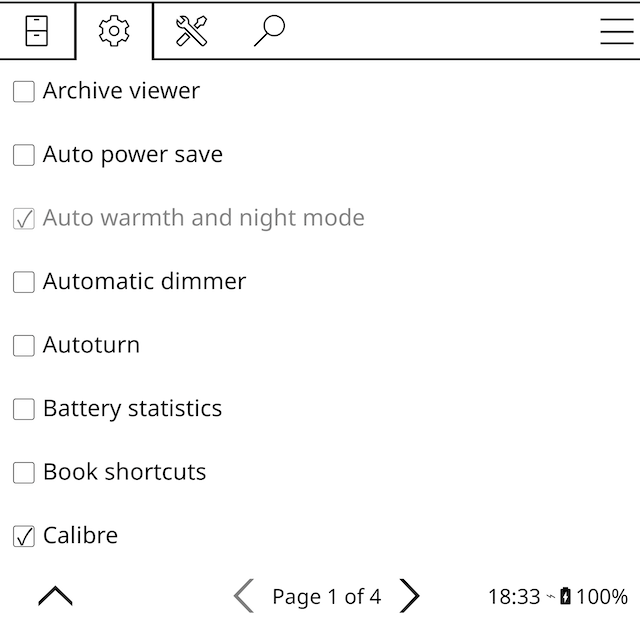 Archive viewer
Auto power save
Auto warmth and night mode
Automatic dimmer
Autoturn
Battery statistics
Book shortcuts
Calibre
Page 1 of 4
18:33 ~ 100%